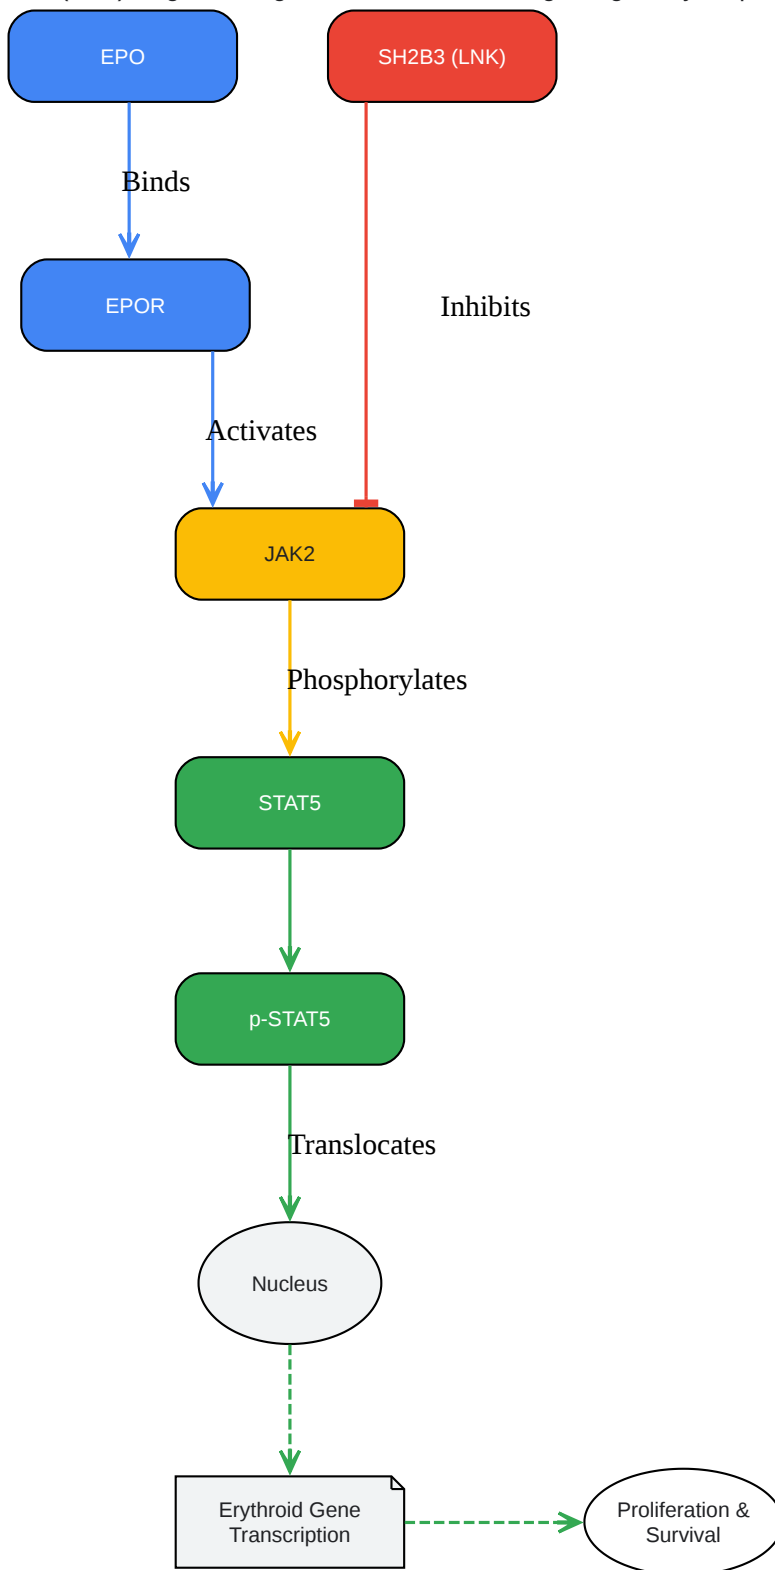 EPO
SH2B3 (LNK)
Binds
EPOR
Inhibits
Activates
JAK2
Phosphorylates
STAT5
p-STAT5
Translocates
Nucleus
Erythroid Gene
Transcription
Proliferation &
Survival